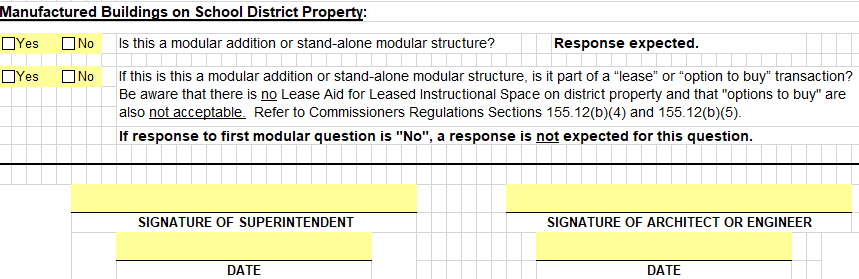 Manufactured Buildings on School District Property:
Yes No Is this a modular addition or stand-alone modular structure? Response expected.
Yes No If this is this a modular addition or stand-alone modular structure, is it part of a “lease” or “option to buy” transaction?
Be aware that there is no Lease Aid for Leased Instructional Space on district property and that "options to buy" are
also not acceptable. Refer to Commissioners Regulations Sections 155.12(b)(4) and 155.12(b)(5).
If response to first modular question is "No", a response is not expected for this question.
SIGNATURE OF SUPERINTENDENT SIGNATURE OF ARCHITECT OR ENGINEER
DATE DATE